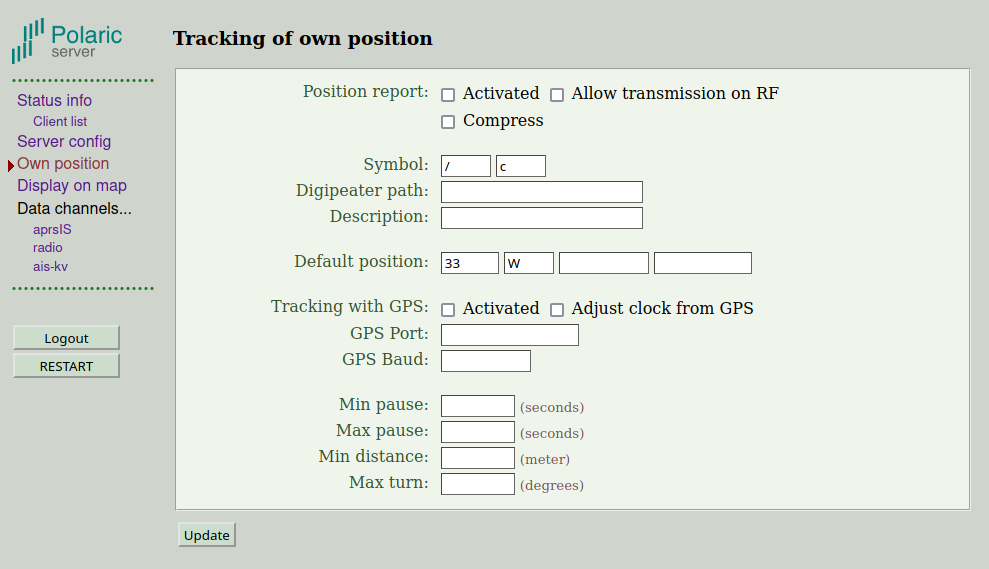 Polaric
server
Status info
Client list
Server config
Own position
Display on map
Data channels...
aprsIS
radio
ais-kv
Logout
RESTART
Tracking of own position
Position report: Activated Allow transmission on RF
Compress
Symbol: / c
Digipeater path:
Description:
Default position: 33 W
Tracking with GPS: Activated Adjust clock from GPS
GPS Port:
GPS Baud:
Min pause: (seconds)
Max pause: (seconds)
Min distance: (meter)
Max turn: (degrees)
Update